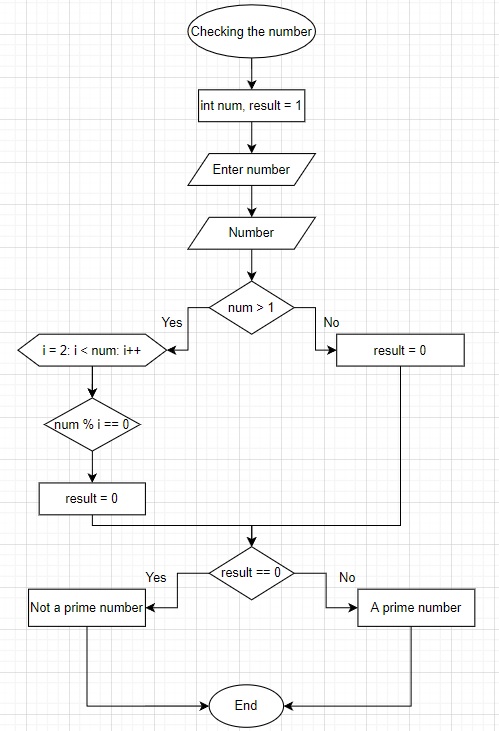 Checking the number
int num, result = 1
Enter number
Number
num > 1
Yes
No
i = 2: i < num: i++
result = 0
num % i == 0
result = 0
result == 0
Yes
No
Not a prime number
A prime number
End